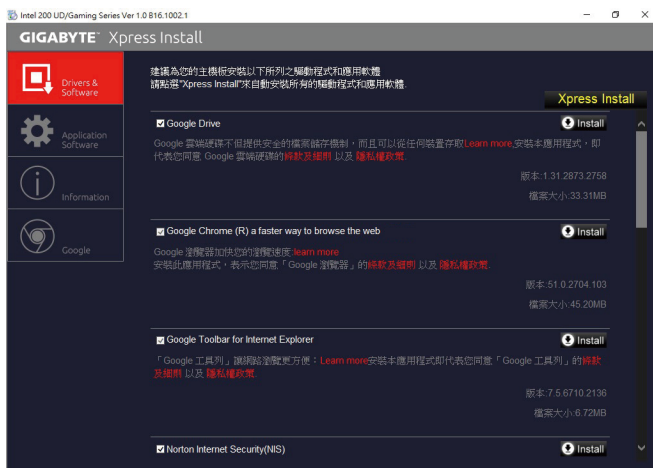 Intel 200 UD/Gaming Series Ver 1.0 B16.1002.1
GIGABYTE™ Xpress Install
Drivers &
Software
Application
Software
Information
Google
建議為您的主機板安裝以下所列之驅動程式和應用軟體
請點選"Xpress Install"來自動安裝所有的驅動程式和應用軟體.
Xpress Install
Google Drive
Install
Google 雲端硬碟不但提供安全的檔案儲存機制，而且可以從任何裝置存取Learn more,安裝本應用程式，即
代表您同意 Google 雲端硬碟的條款及細則 以及 隱私權政策.
版本:1.31.2873.2758
檔案大小:33.31MB
Google Chrome (R) a faster way to browse the web
Install
Google 瀏覽器加快您的瀏覽速度:learn more
安裝此應用程式，表示您同意「Google 瀏覽器」的條款及細則 以及 隱私權政策.
版本:51.0.2704.103
檔案大小:45.20MB
Google Toolbar for Internet Explorer
Install
「Google 工具列」讓網路瀏覽更方便：Learn more安裝本應用程式即代表您同意「Google 工具列」的條款
及細則 以及 隱私權政策.
版本:7.5.6710.2136
檔案大小:6.72MB
Norton Internet Security(NIS)
Install